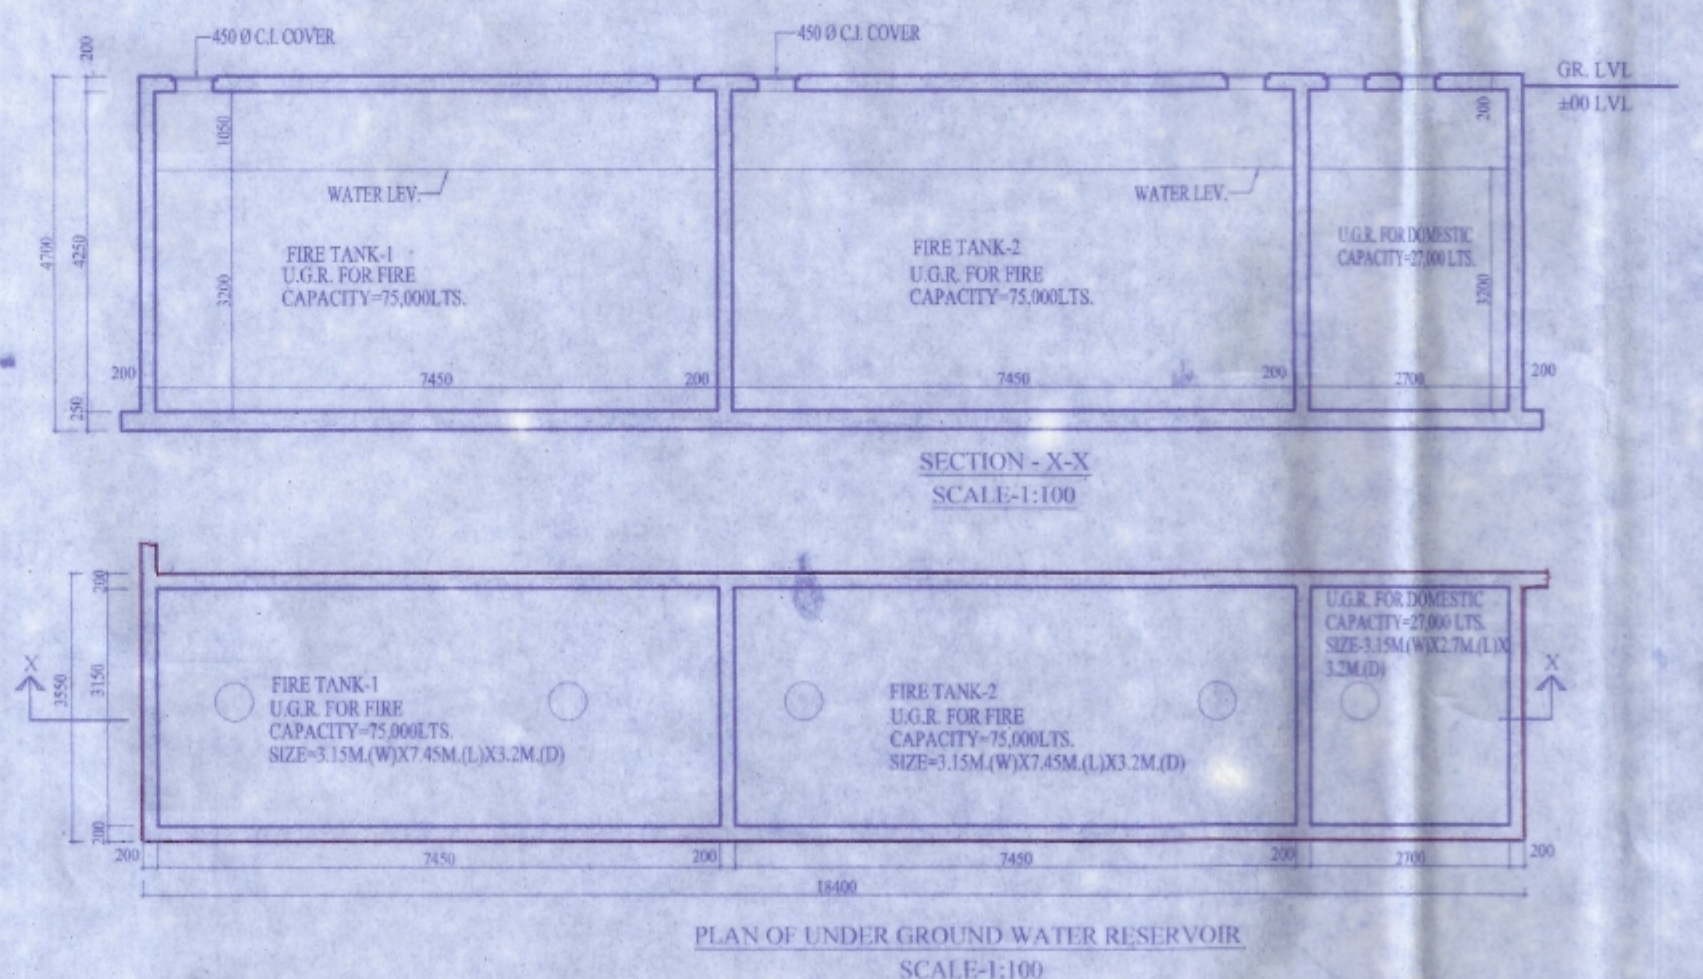 450 Ø C.I. COVER
450 Ø C.I. COVER
200
GR. LVL
±00 LVL
1050
200
WATER LEV.
WATER LEV.
4700
4250
FIRE TANK-1
U.G.R. FOR FIRE
CAPACITY=75,000LTS.
3200
FIRE TANK-2
U.G.R. FOR FIRE
CAPACITY=75,000LTS.
U.G.R. FOR DOMESTIC
CAPACITY=27,000 LTS.
3200
200
7450
200
7450
200
2700
200
250
SECTION - X-X
SCALE-1:100
200
3550
3150
200
X
X
FIRE TANK-1
U.G.R. FOR FIRE
CAPACITY=75,000LTS.
SIZE=3.15M.(W)X7.45M.(L)X3.2M.(D)
FIRE TANK-2
U.G.R. FOR FIRE
CAPACITY=75,000LTS.
SIZE=3.15M.(W)X7.45M.(L)X3.2M.(D)
U.G.R. FOR DOMESTIC
CAPACITY=27,000 LTS.
SIZE-3.15M.(W)X2.7M.(L)X
3.2M.(D)
200
7450
200
7450
200
2700
200
18400
PLAN OF UNDER GROUND WATER RESERVOIR
SCALE-1:100